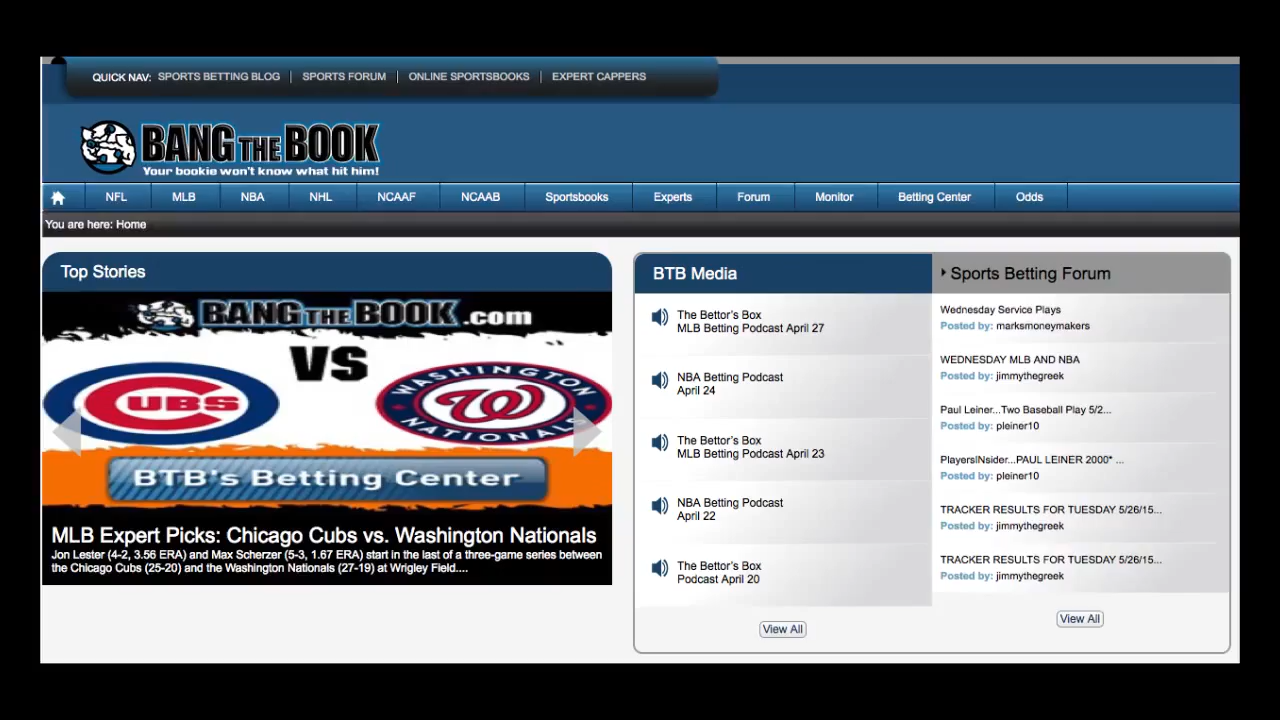 QUICK NAV: SPORTS BETTING BLOG | SPORTS FORUM | ONLINE SPORTSBOOKS | EXPERT CAPPERS
BANG THE BOOK
Your bookie won't know what hit him!
NFL MLB NBA NHL NCAAF NCAAB Sportsbooks Experts Forum Monitor Betting Center Odds
You are here: Home
Top Stories
BANG THE BOOK.com
VS
CUBS
WASHINGTON
W
NATIONALS
BTB's Betting Center
MLB Expert Picks: Chicago Cubs vs. Washington Nationals
Jon Lester (4-2, 3.56 ERA) and Max Scherzer (5-3, 1.67 ERA) start in the last of a three-game series between
the Chicago Cubs (25-20) and the Washington Nationals (27-19) at Wrigley Field....
BTB Media
The Bettor's Box
MLB Betting Podcast April 27
NBA Betting Podcast
April 24
The Bettor's Box
MLB Betting Podcast April 23
NBA Betting Podcast
April 22
The Bettor's Box
Podcast April 20
View All
Sports Betting Forum
Wednesday Service Plays
Posted by: marksmoneymakers
WEDNESDAY MLB AND NBA
Posted by: jimmythegreek
Paul Leiner...Two Baseball Play 5/2...
Posted by: pleiner10
PlayersINsider...PAUL LEINER 2000* ...
Posted by: pleiner10
TRACKER RESULTS FOR TUESDAY 5/26/15...
Posted by: jimmythegreek
TRACKER RESULTS FOR TUESDAY 5/26/15...
Posted by: jimmythegreek
View All